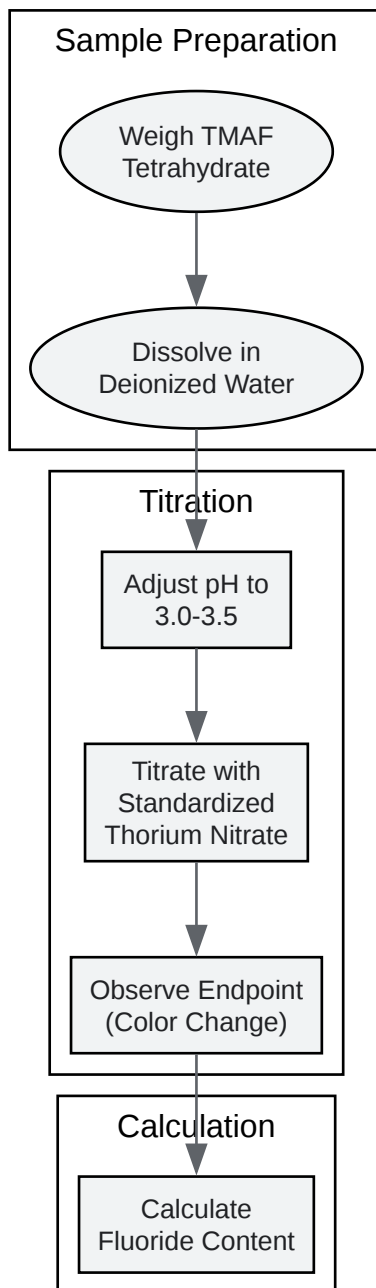 Sample Preparation
Weigh TMAF
Tetrahydrate
Dissolve in
Deionized Water
Titration
Adjust pH to
3.0-3.5
Titrate with
Standardized
Thorium Nitrate
Observe Endpoint
(Color Change)
Calculation
Calculate
Fluoride Content